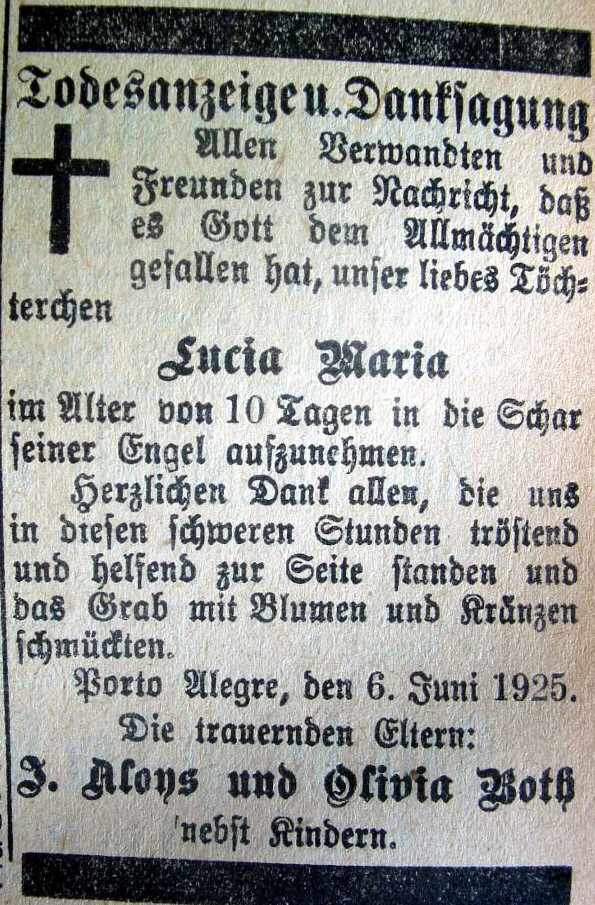 Todesanzeige u. Danksagung
Allen Verwandten und
Freunden zur Nachricht, daß
es Gott dem Allmächtigen
gefallen hat, unser liebes Töch=
terchen
Lucia Maria
im Alter von 10 Tagen in die Schar
seiner Engel aufzunehmen.
Herzlichen Dank allen, die uns
in diesen schweren Stunden tröstend
und helfend zur Seite standen und
das Grab mit Blumen und Kränzen
schmückten.
Porto Alegre, den 6. Juni 1925.
Die trauernden Eltern:
J. Aloys und Olivia Both
nebst Kindern.